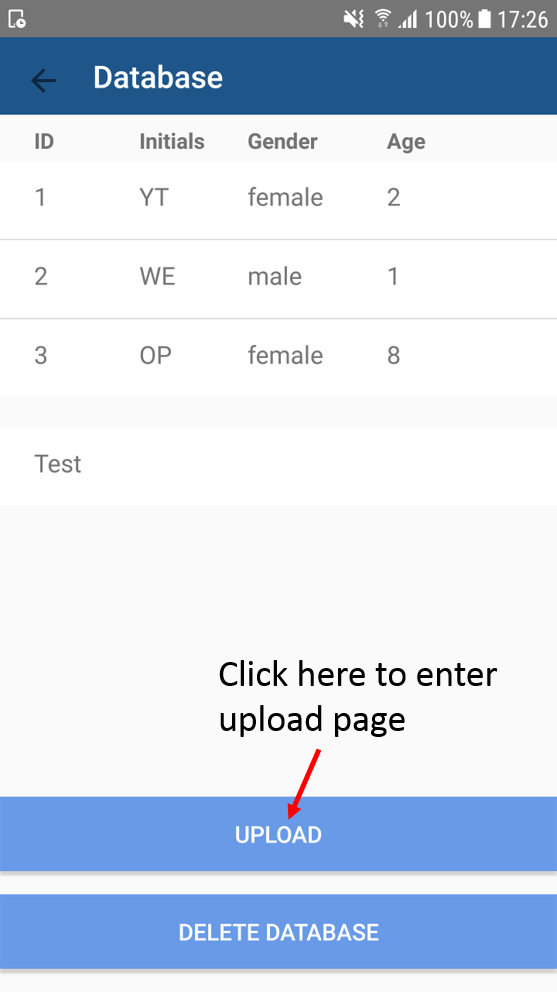 100% 17:26
Database
ID Initials Gender Age
1 YT female 2
2 WE male 1
3 OP female 8
Test
Click here to enter
upload page
UPLOAD
DELETE DATABASE